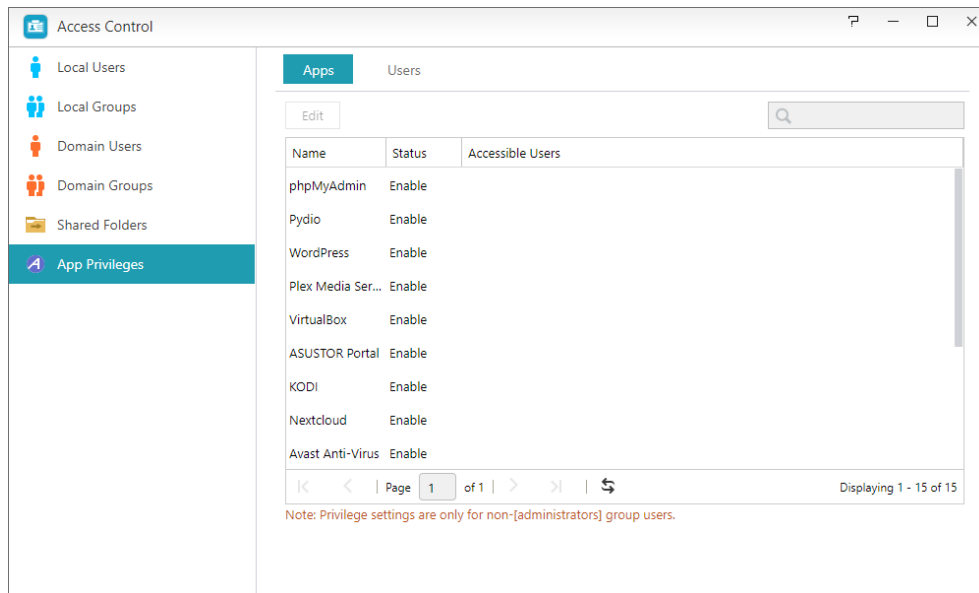 Access Control
Local Users
Local Groups
Domain Users
Domain Groups
Shared Folders
App Privileges
Apps Users
Edit
Name Status Accessible Users
phpMyAdmin Enable
Pydio Enable
WordPress Enable
Plex Media Ser... Enable
VirtualBox Enable
ASUSTOR Portal Enable
KODI Enable
Nextcloud Enable
Avast Anti-Virus Enable
Page 1 of 1 Displaying 1 - 15 of 15
Note: Privilege settings are only for non-[administrators] group users.